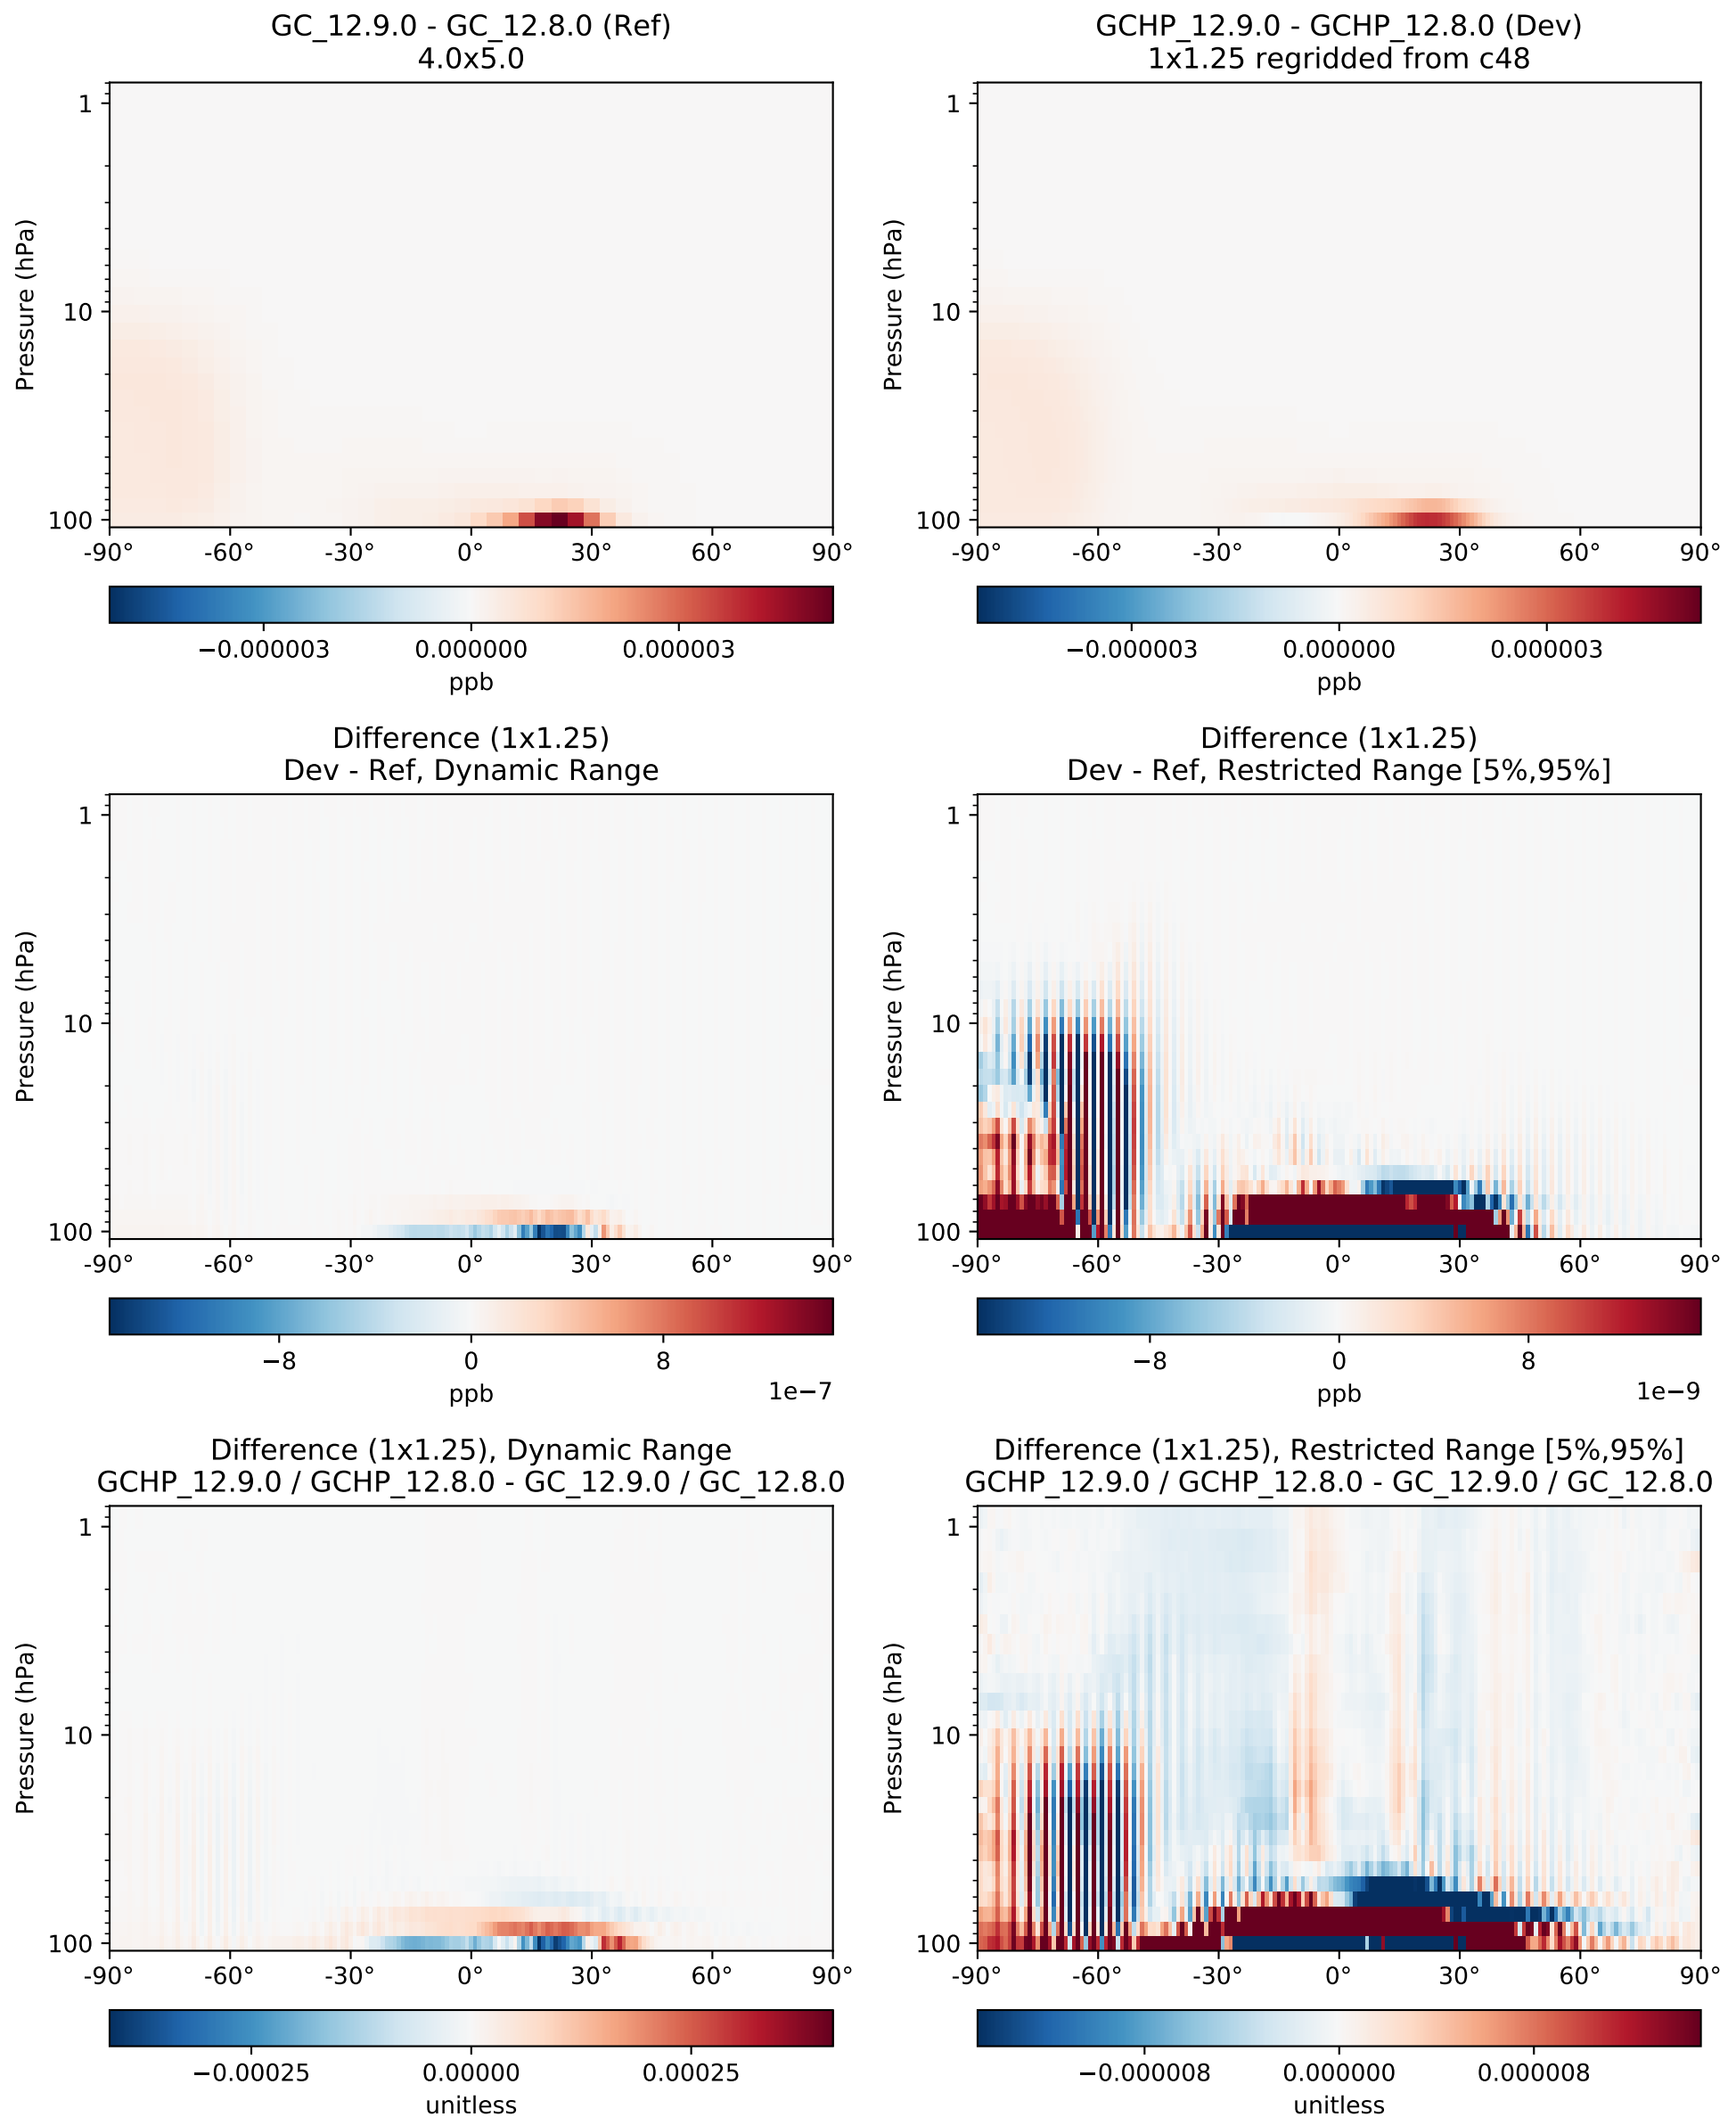 GC_12.9.0 - GC_12.8.0 (Ref)
4.0x5.0
GCHP_12.9.0 - GCHP_12.8.0 (Dev)
1x1.25 regridded from c48
Pressure (hPa)
1
10
100
-90° -60° -30° 0° 30° 60° 90°
−0.000003 0.000000 0.000003
ppb
Pressure (hPa)
1
10
100
-90° -60° -30° 0° 30° 60° 90°
−0.000003 0.000000 0.000003
ppb
Difference (1x1.25)
Dev - Ref, Dynamic Range
Difference (1x1.25)
Dev - Ref, Restricted Range [5%,95%]
Pressure (hPa)
1
10
100
-90° -60° -30° 0° 30° 60° 90°
−8 0 8
1e−7
ppb
Pressure (hPa)
1
10
100
-90° -60° -30° 0° 30° 60° 90°
−8 0 8
1e−9
ppb
Difference (1x1.25), Dynamic Range
GCHP_12.9.0 / GCHP_12.8.0 - GC_12.9.0 / GC_12.8.0
Difference (1x1.25), Restricted Range [5%,95%]
GCHP_12.9.0 / GCHP_12.8.0 - GC_12.9.0 / GC_12.8.0
Pressure (hPa)
1
10
100
-90° -60° -30° 0° 30° 60° 90°
−0.00025 0.00000 0.00025
unitless
Pressure (hPa)
1
10
100
-90° -60° -30° 0° 30° 60° 90°
−0.000008 0.000000 0.000008
unitless